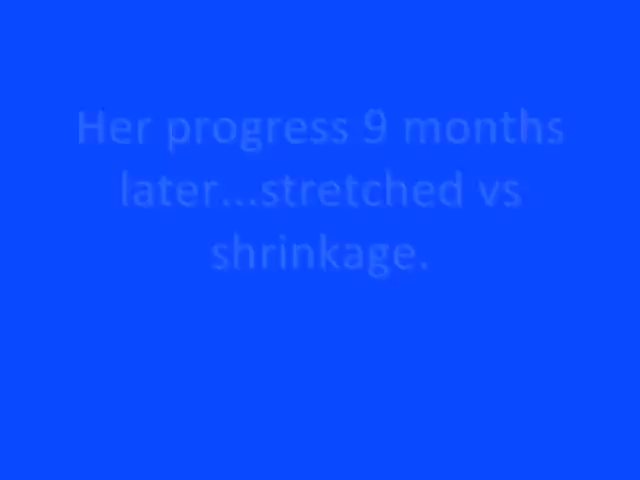 Her progress 9 months
later...stretched vs
shrinkage.